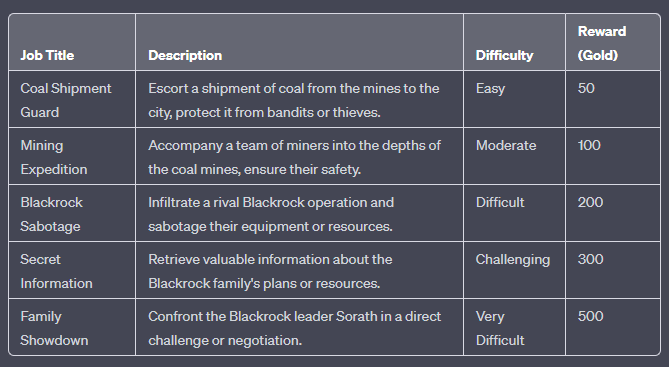 Job Title Description Difficulty Reward
(Gold)
Coal Shipment Escort a shipment of coal from the mines to the Easy 50
Guard city, protect it from bandits or thieves.
Mining Accompany a team of miners into the depths of Moderate 100
Expedition the coal mines, ensure their safety.
Blackrock Infiltrate a rival Blackrock operation and Difficult 200
Sabotage sabotage their equipment or resources.
Secret Retrieve valuable information about the Challenging 300
Information Blackrock family's plans or resources.
Family Confront the Blackrock leader Sorath in a direct Very 500
Showdown challenge or negotiation. Difficult